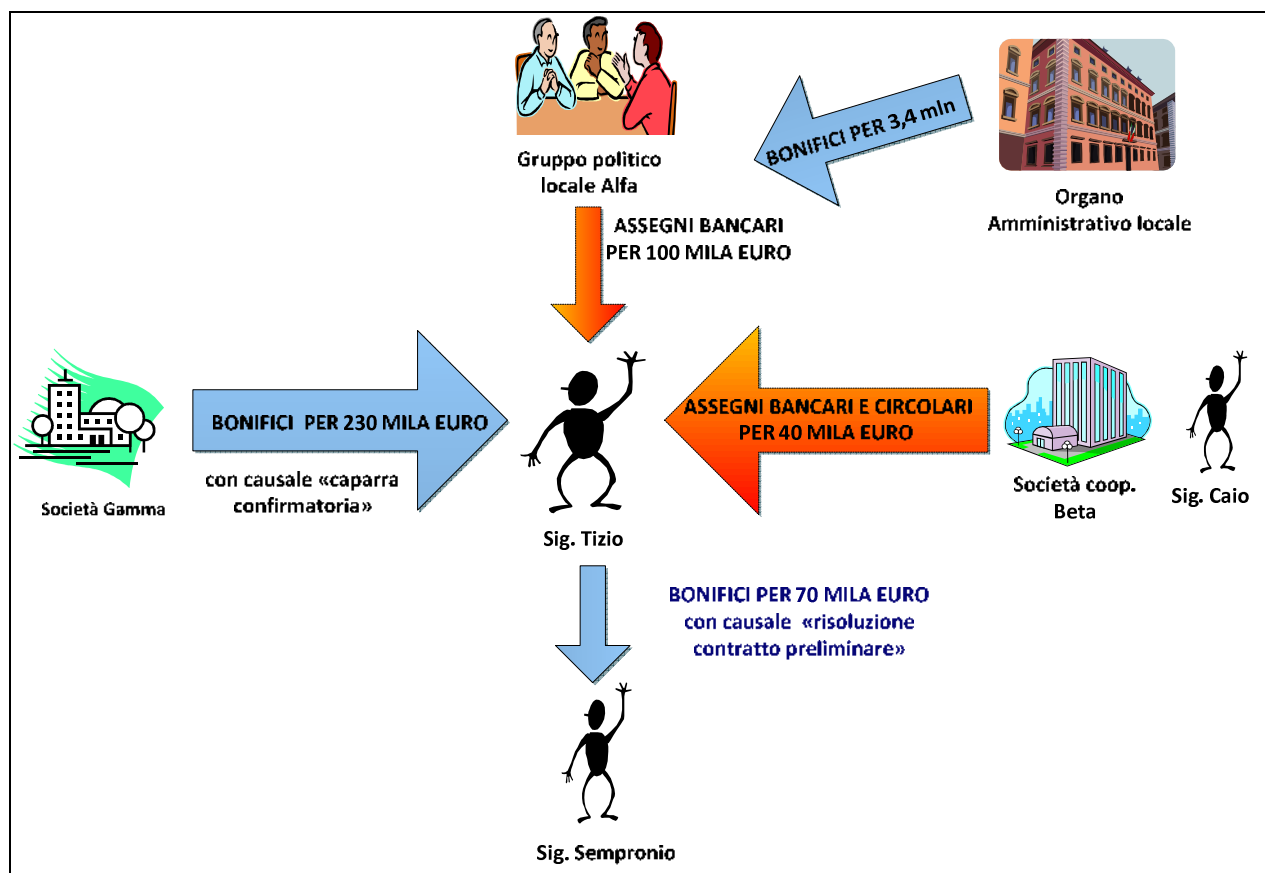 BONIFICI PER 3,4 mln
Gruppo politico
locale Alfa
Organo
Amministrativo locale
ASSEGNI BANCARI
PER 100 MILA EURO
BONIFICI PER 230 MILA EURO
con causale «caparra
confirmatoria»
Società Gamma
ASSEGNI BANCARI E CIRCOLARI
PER 40 MILA EURO
Società coop.
Beta
Sig. Caio
Sig. Tizio
BONIFICI PER 70 MILA EURO
con causale «risoluzione
contratto preliminare»
Sig. Sempronio